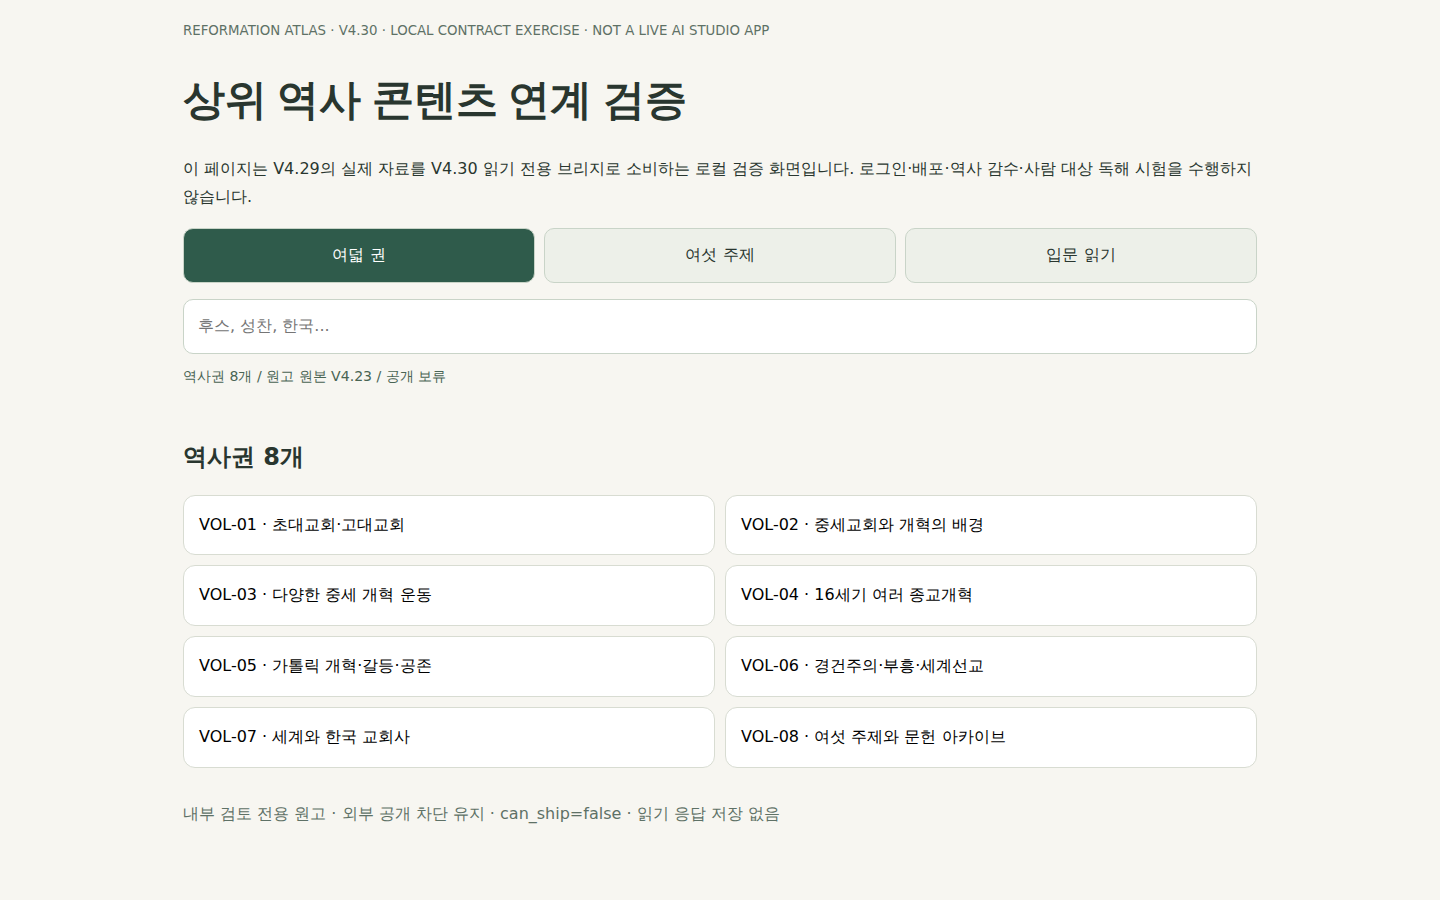 REFORMATION ATLAS · V4.30 · LOCAL CONTRACT EXERCISE · NOT A LIVE AI STUDIO APP
상위 역사 콘텐츠 연계 검증
이 페이지는 V4.29의 실제 자료를 V4.30 읽기 전용 브리지로 소비하는 로컬 검증 화면입니다. 로그인·배포·역사 감수·사람 대상 독해 시험을 수행하지
않습니다.
여덟 권
여섯 주제
입문 읽기
후스, 성찬, 한국...
역사권 8개 / 원고 원본 V4.23 / 공개 보류
역사권 8개
VOL-01 · 초대교회·고대교회
VOL-02 · 중세교회와 개혁의 배경
VOL-03 · 다양한 중세 개혁 운동
VOL-04 · 16세기 여러 종교개혁
VOL-05 · 가톨릭 개혁·갈등·공존
VOL-06 · 경건주의·부흥·세계선교
VOL-07 · 세계와 한국 교회사
VOL-08 · 여섯 주제와 문헌 아카이브
내부 검토 전용 원고 · 외부 공개 차단 유지 · can_ship=false · 읽기 응답 저장 없음